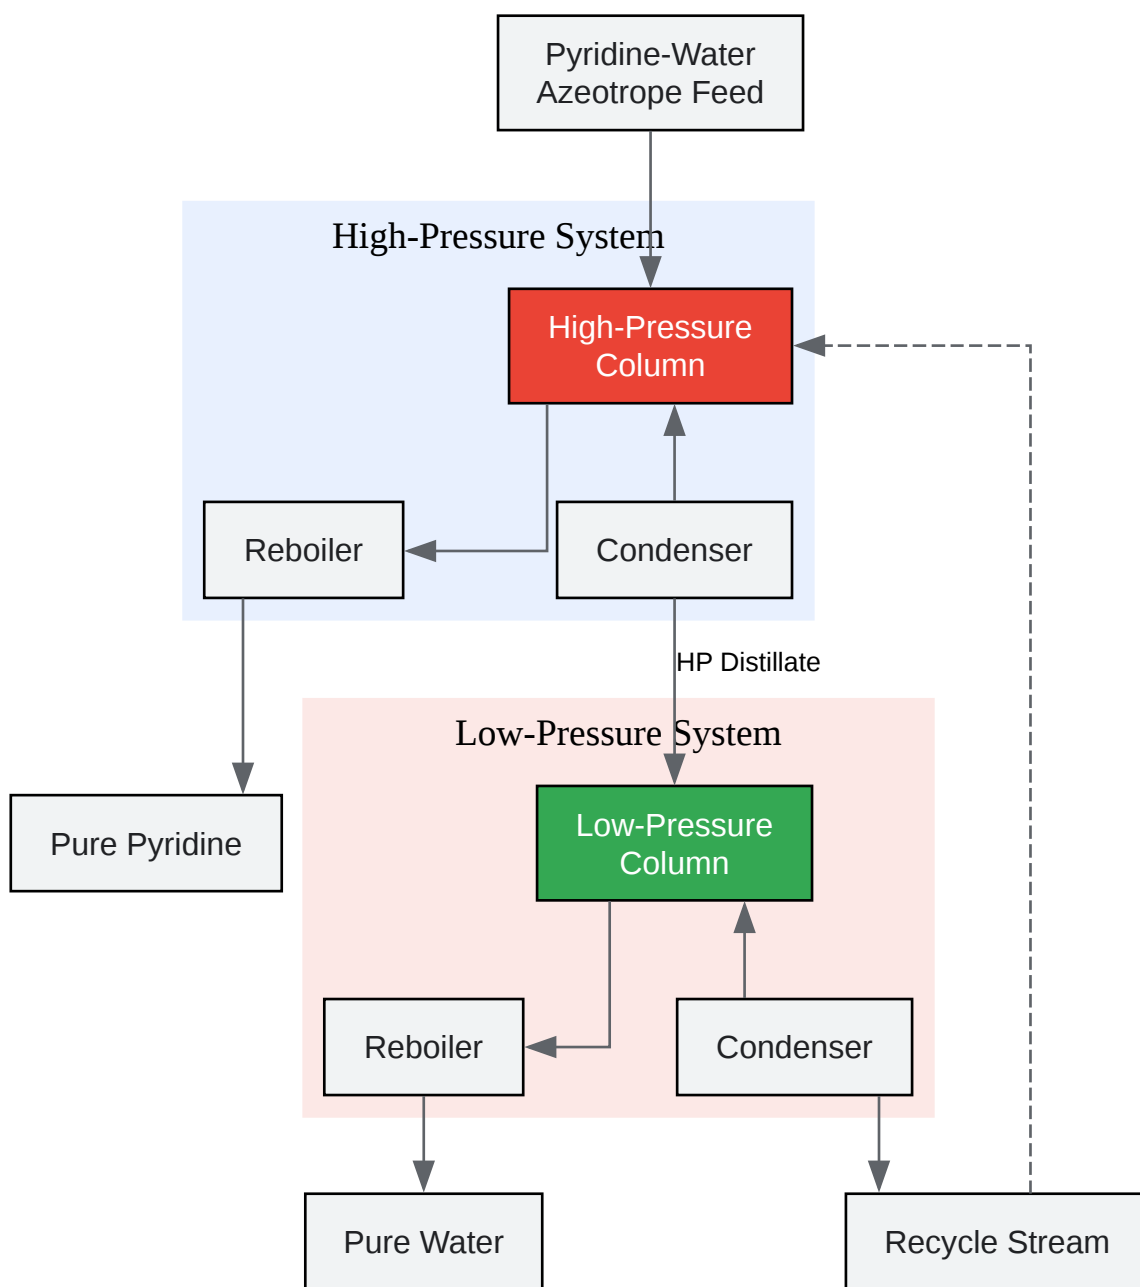 Pyridine-Water
Azeotrope Feed
High-Pressure System
High-Pressure
Column
Reboiler
Condenser
HP Distillate
Low-Pressure System
Pure Pyridine
Low-Pressure
Column
Reboiler
Condenser
Pure Water
Recycle Stream